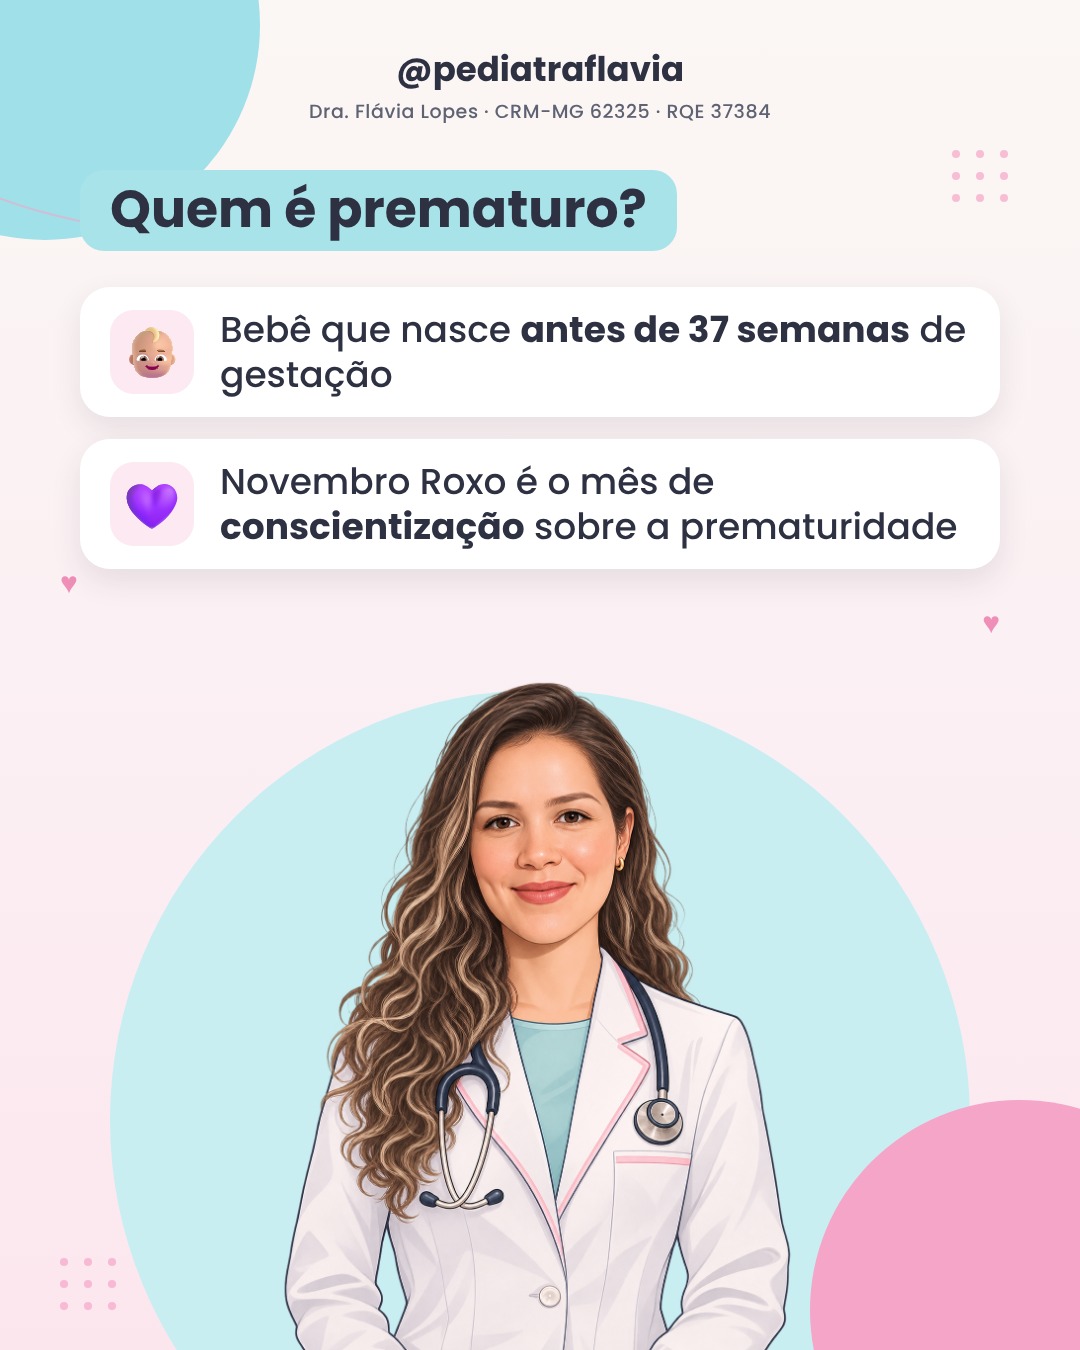 @pediatraflavia
Dra. Flávia Lopes · CRM-MG 62325 · RQE 37384
Quem é prematuro?
Bebê que nasce antes de 37 semanas de
gestação
Novembro Roxo é o mês de
conscientização sobre a prematuridade